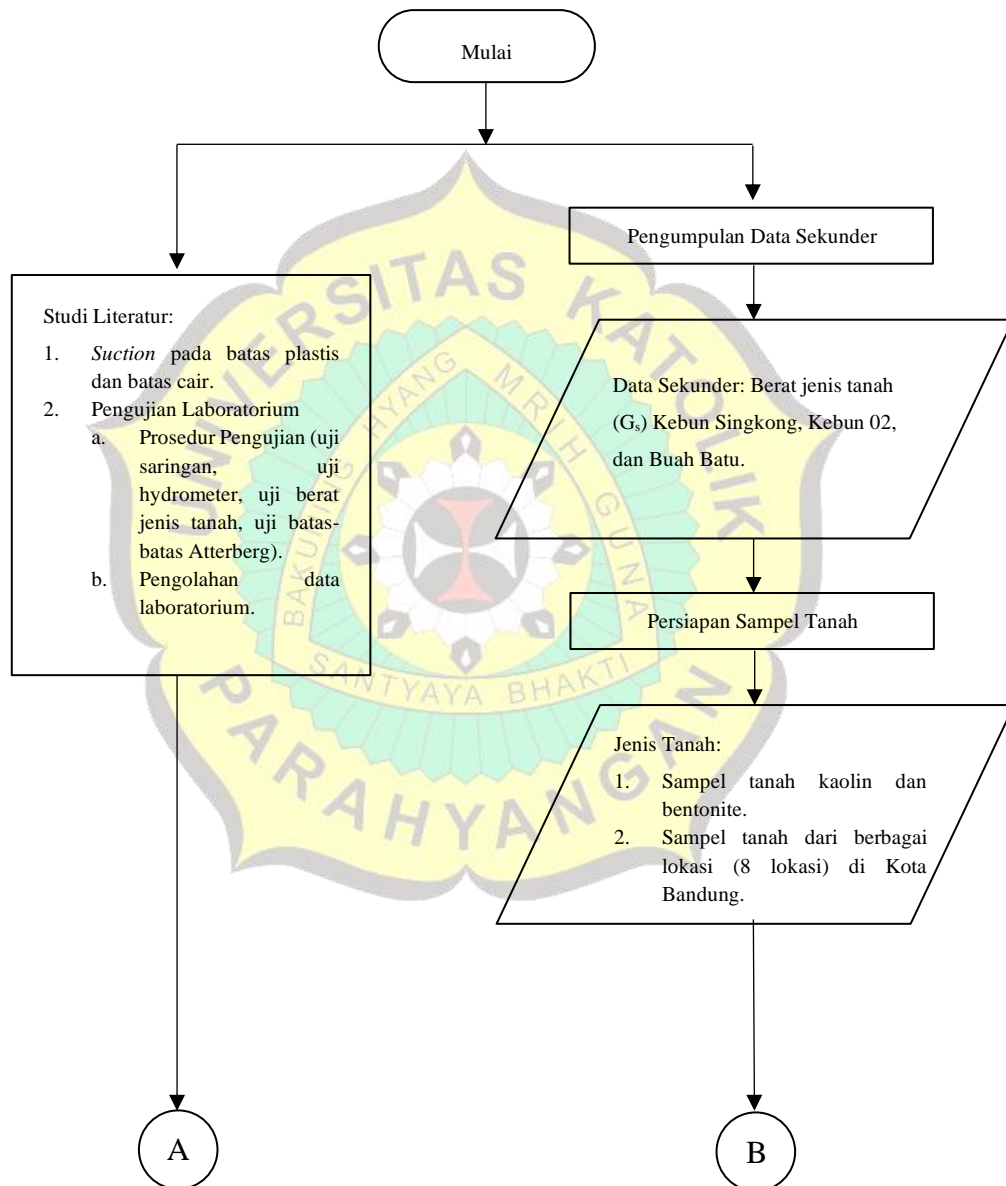 Mulai
Pengumpulan Data Sekunder
Studi Literatur:
1. Suction pada batas plastis
dan batas cair.
2. Pengujian Laboratorium
a. Prosedur Pengujian (uji
saringan, uji
hydrometer, uji berat
jenis tanah, uji batas-
batas Atterberg).
b. Pengolahan data
laboratorium.
Data Sekunder: Berat jenis tanah
(Gₛ) Kebun Singkong, Kebun 02,
dan Buah Batu.
Persiapan Sampel Tanah
Jenis Tanah:
1. Sampel tanah kaolin dan
bentonite.
2. Sampel tanah dari berbagai
lokasi (8 lokasi) di Kota
Bandung.
A
B
UNIVERSITAS KATOLIK
PARAHYANGAN
BAKUNING HYANG MRIH GUNA
SANTYAYA BHAKTI